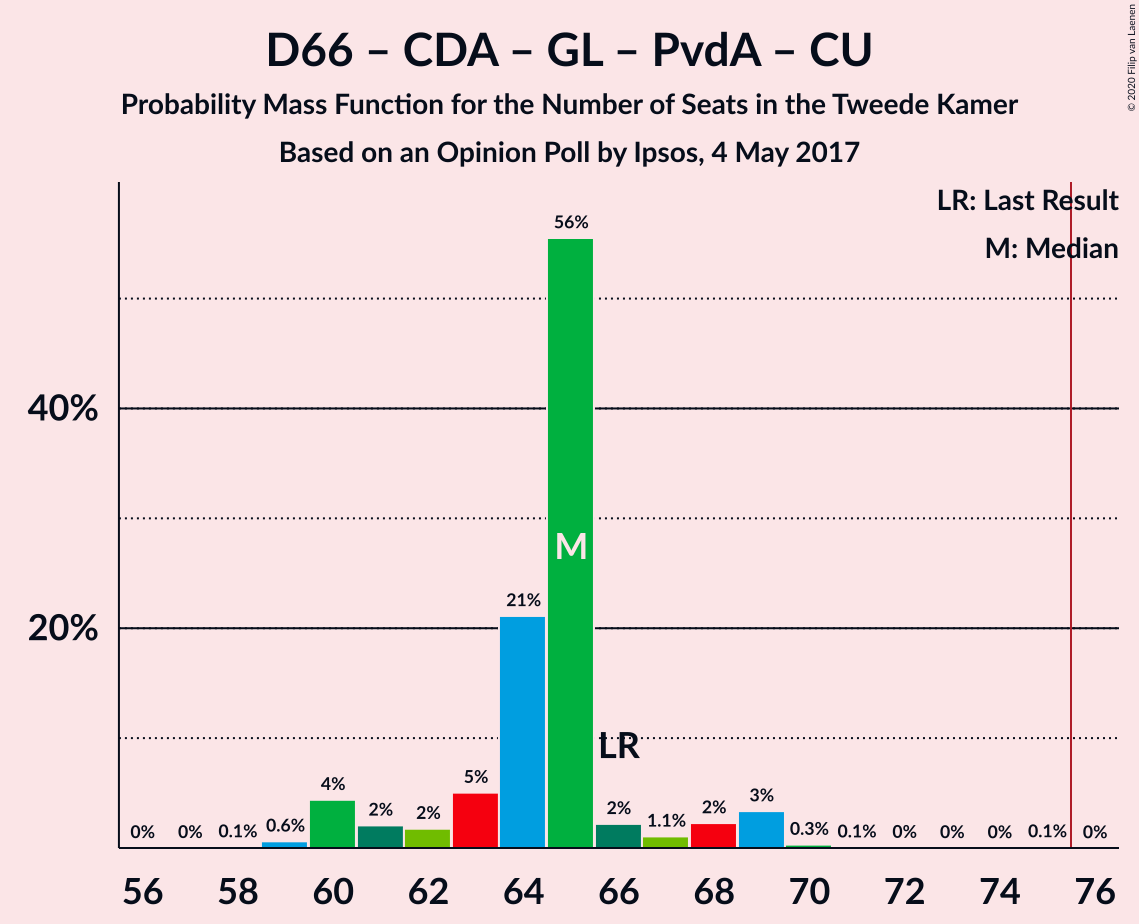 D66 – CDA – GL – PvdA – CU
Probability Mass Function for the Number of Seats in the Tweede Kamer
Based on an Opinion Poll by Ipsos, 4 May 2017
© 2020 Filip van Laenen
LR: Last Result
M: Median
56%
40%
M
21%
20%
LR
0% 0% 0.1% 0.6% 4% 2% 2% 5% 2% 1.1% 2% 3% 0.3% 0.1% 0% 0% 0% 0.1% 0%
56 58 60 62 64 66 68 70 72 74 76